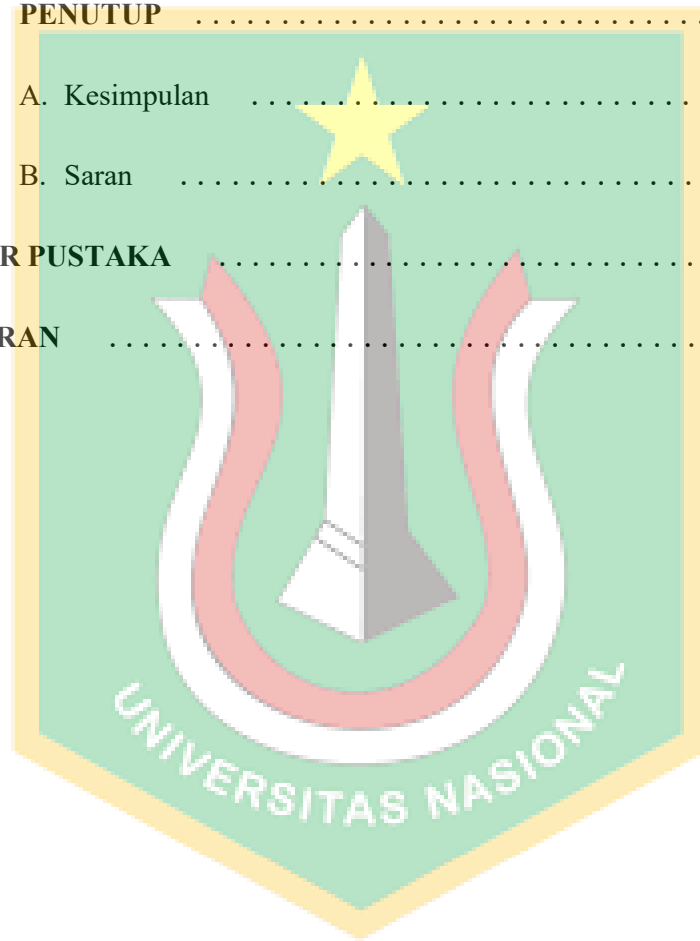 PENUTUP ........................................
A. Kesimpulan ........................................
B. Saran ........................................
R PUSTAKA ........................................
RAN ........................................
UNIVERSITAS NASIONAL